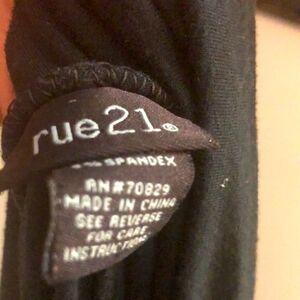 rue21®
SPANDEX
RN#70829
MADE IN CHINA
SEE REVERSE
FOR CARE
INSTRUCTIONS